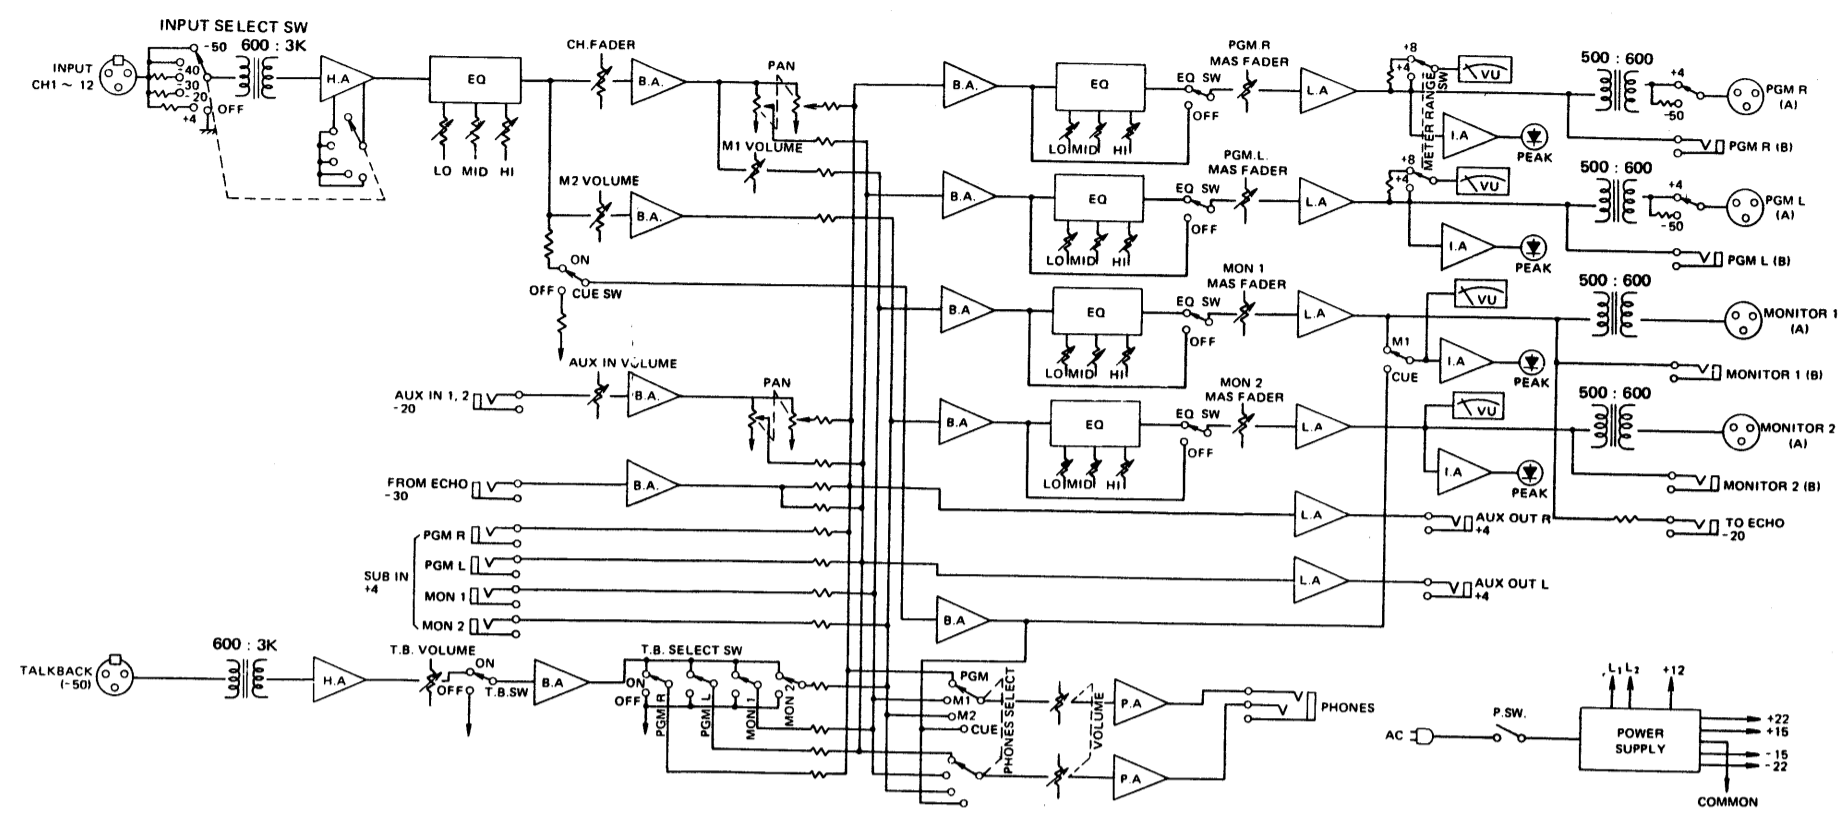 INPUT SELECT SW
600 : 3K
INPUT
CH1 ~ 12
-50
-40
-30
-20
+4
OFF
H.A
EQ
LO MID HI
CH.FADER
B.A.
PAN
M1 VOLUME
M2 VOLUME
B.A.
ON
OFF
CUE SW
AUX IN VOLUME
AUX IN 1, 2
-20
B.A.
PAN
FROM ECHO
-30
B.A.
SUB IN
+4
PGM R
PGM L
MON 1
MON 2
TALKBACK
(-50)
600 : 3K
H.A
T.B. VOLUME
ON
OFF
T.B.SW
B.A
T.B. SELECT SW
ON
OFF
PGM R
PGM L
MON 1
MON 2
B.A.
EQ
LO MID HI
EQ SW
OFF
PGM.R
MAS FADER
L.A
+8
+4
METER RANGE
SW
VU
I.A
PEAK
500 : 600
+4
-50
PGM R
(A)
PGM R (B)
B.A.
EQ
LO MID HI
EQ SW
OFF
PGM.L.
MAS FADER
L.A
+8
+4
VU
I.A
PEAK
500 : 600
+4
-50
PGM L
(A)
PGM L (B)
B.A
EQ
LO MID HI
EQ SW
OFF
MON 1
MAS FADER
L.A
M1
CUE
VU
I.A
PEAK
500 : 600
MONITOR 1
(A)
MONITOR 1 (B)
B.A
EQ
LO MID HI
EQ SW
OFF
MON 2
MAS FADER
L.A
VU
I.A
PEAK
500 : 600
MONITOR 2
(A)
MONITOR 2 (B)
L.A
AUX OUT R
+4
TO ECHO
-20
L.A
AUX OUT L
+4
B.A
PGM
M1
M2
CUE
PHONES SELECT
VOLUME
P.A
P.A
PHONES
AC
P.SW.
POWER
SUPPLY
L1 L2
+12
+22
+15
-15
-22
COMMON